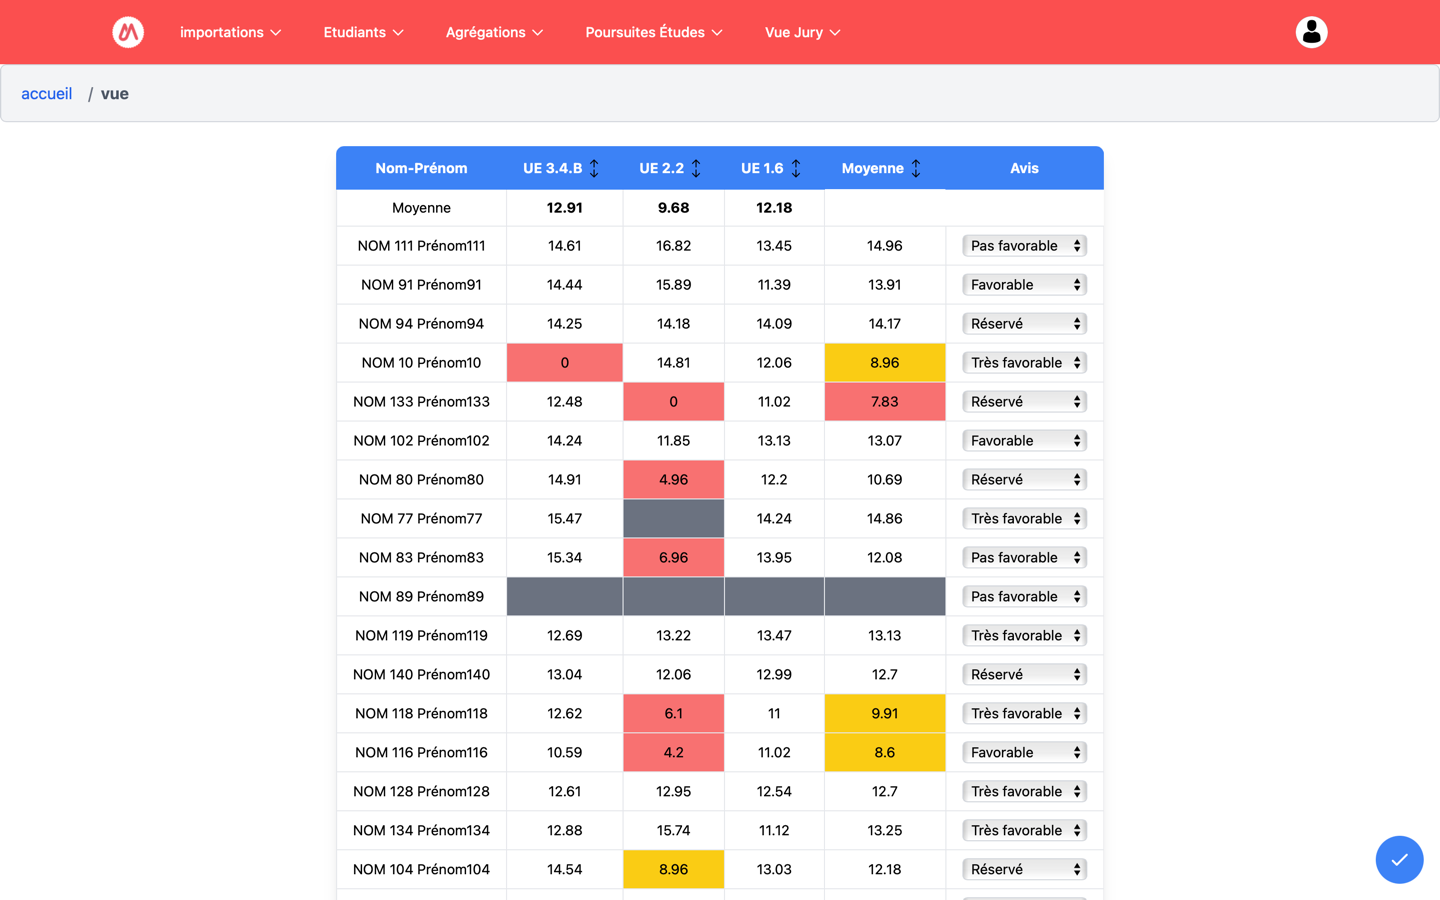 importations Etudiants Agrégations Poursuites Études Vue Jury
accueil / vue
Nom-Prénom UE 3.4.B UE 2.2 UE 1.6 Moyenne Avis
Moyenne 12.91 9.68 12.18
NOM 111 Prénom111 14.61 16.82 13.45 14.96 Pas favorable
NOM 91 Prénom91 14.44 15.89 11.39 13.91 Favorable
NOM 94 Prénom94 14.25 14.18 14.09 14.17 Réservé
NOM 10 Prénom10 0 14.81 12.06 8.96 Très favorable
NOM 133 Prénom133 12.48 0 11.02 7.83 Réservé
NOM 102 Prénom102 14.24 11.85 13.13 13.07 Favorable
NOM 80 Prénom80 14.91 4.96 12.2 10.69 Réservé
NOM 77 Prénom77 15.47 14.24 14.86 Très favorable
NOM 83 Prénom83 15.34 6.96 13.95 12.08 Pas favorable
NOM 89 Prénom89 Pas favorable
NOM 119 Prénom119 12.69 13.22 13.47 13.13 Très favorable
NOM 140 Prénom140 13.04 12.06 12.99 12.7 Réservé
NOM 118 Prénom118 12.62 6.1 11 9.91 Très favorable
NOM 116 Prénom116 10.59 4.2 11.02 8.6 Favorable
NOM 128 Prénom128 12.61 12.95 12.54 12.7 Très favorable
NOM 134 Prénom134 12.88 15.74 11.12 13.25 Très favorable
NOM 104 Prénom104 14.54 8.96 13.03 12.18 Réservé